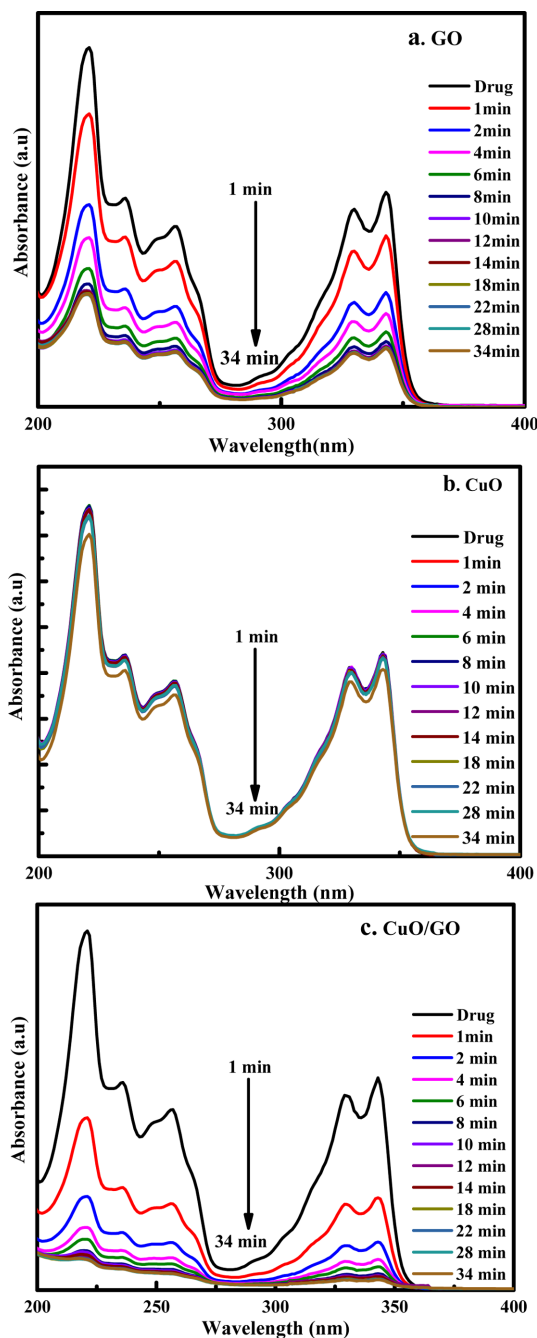 a. GO
Drug
1min
2min
4min
6min
8min
10min
12min
14min
18min
22min
28min
34min
1 min
34 min
Absorbance (a.u)
200
300
400
Wavelength(nm)
b. CuO
Drug
1min
2 min
4 min
6 min
8 min
10 min
12 min
14 min
18 min
22 min
28 min
34 min
1 min
34 min
Absorbance (a.u)
200
300
400
Wavelength (nm)
c. CuO/GO
Drug
1min
2 min
4 min
6 min
8 min
10 min
12 min
14 min
18 min
22 min
28 min
34 min
1 min
34 min
Absorbance (a.u)
200
250
300
350
400
Wavelength (nm)